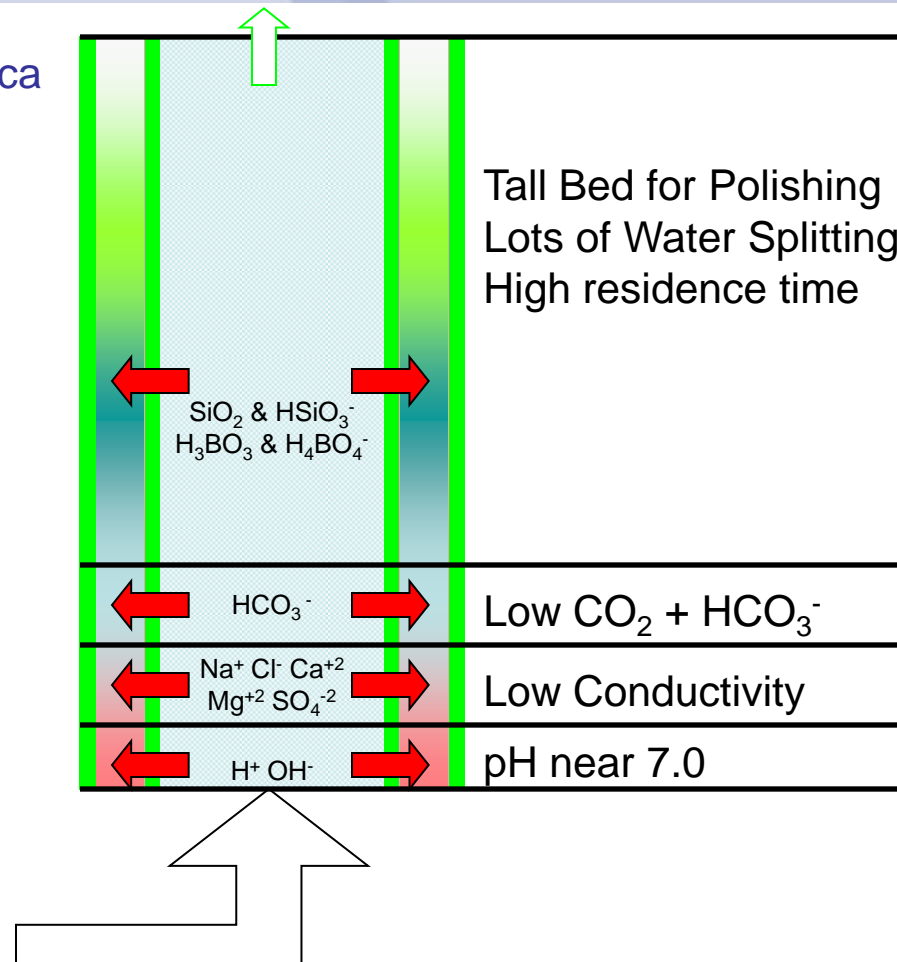 ca
Tall Bed for Polishing
Lots of Water Splitting
High residence time
SiO₂ & HSiO₃⁻
H₃BO₃ & H₄BO₄⁻
HCO₃⁻
Low CO₂ + HCO₃⁻
Na⁺ Cl⁻ Ca⁺²
Mg⁺² SO₄⁻²
Low Conductivity
H⁺ OH⁻
pH near 7.0